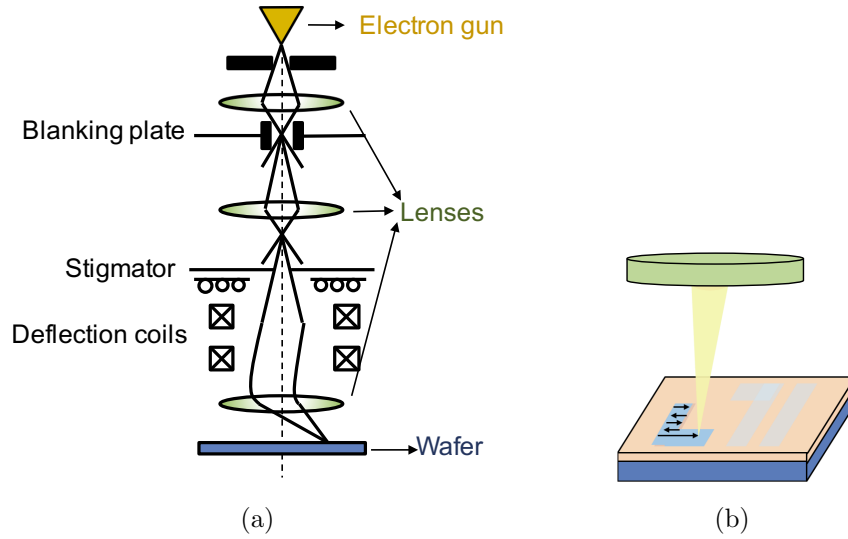 Electron gun
Blanking plate
Lenses
Stigmator
Deflection coils
Wafer
(a)
(b)